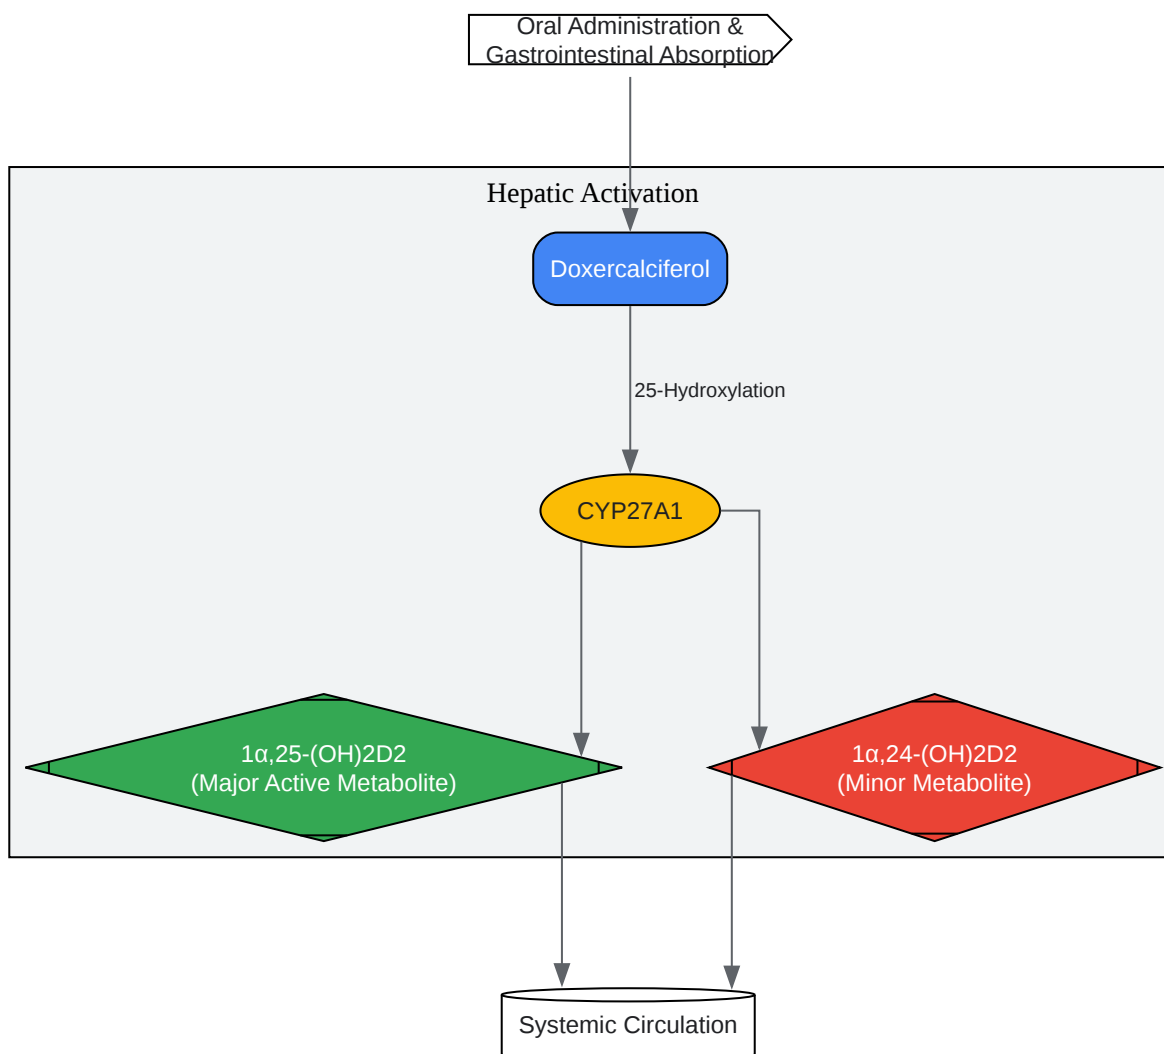 Oral Administration &
Gastrointestinal Absorption
Hepatic Activation
Doxercalciferol
25-Hydroxylation
CYP27A1
1α,25-(OH)2D2
(Major Active Metabolite)
1α,24-(OH)2D2
(Minor Metabolite)
Systemic Circulation